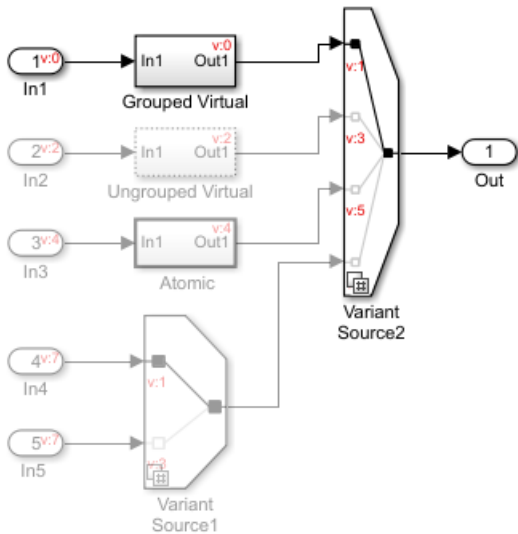 1 v:0
In1
In1 Out1 v:0
Grouped Virtual
2 v:2
In2
In1 Out1 v:2
Ungrouped Virtual
3 v:4
In3
In1 Out1 v:4
Atomic
v:1
v:3
v:5
Variant
Source2
1
Out
4 v:7
In4
5 v:7
In5
v:1
v:3
Variant
Source1